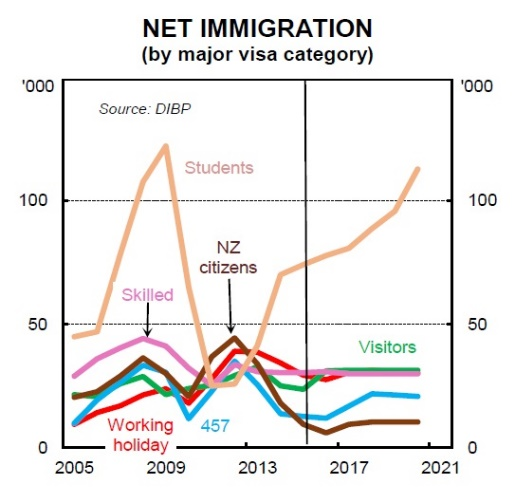 NET IMMIGRATION
(by major visa category)
'000
'000
Source: DIBP
Students
100
100
NZ
citizens
Skilled
50
50
Visitors
Working
holiday
457
0
0
2005
2009
2013
2017
2021